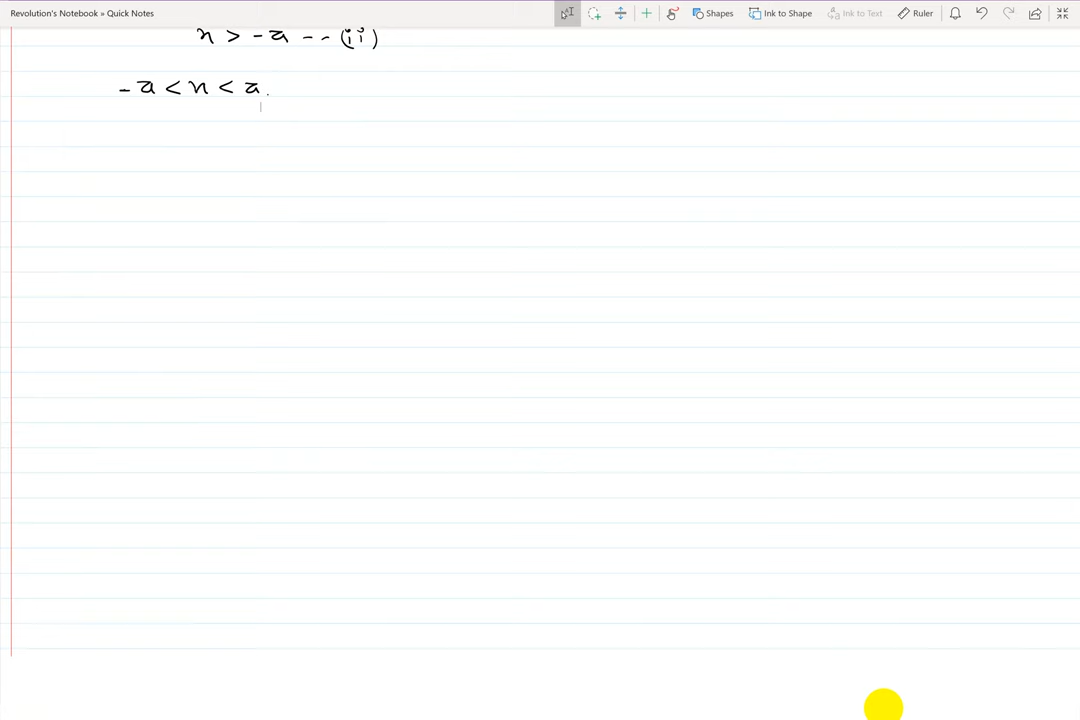 Revolution's Notebook » Quick Notes
Shapes
Ink to Shape
Ink to Text
Ruler
x > -a -- (ii)
-a < x < a.